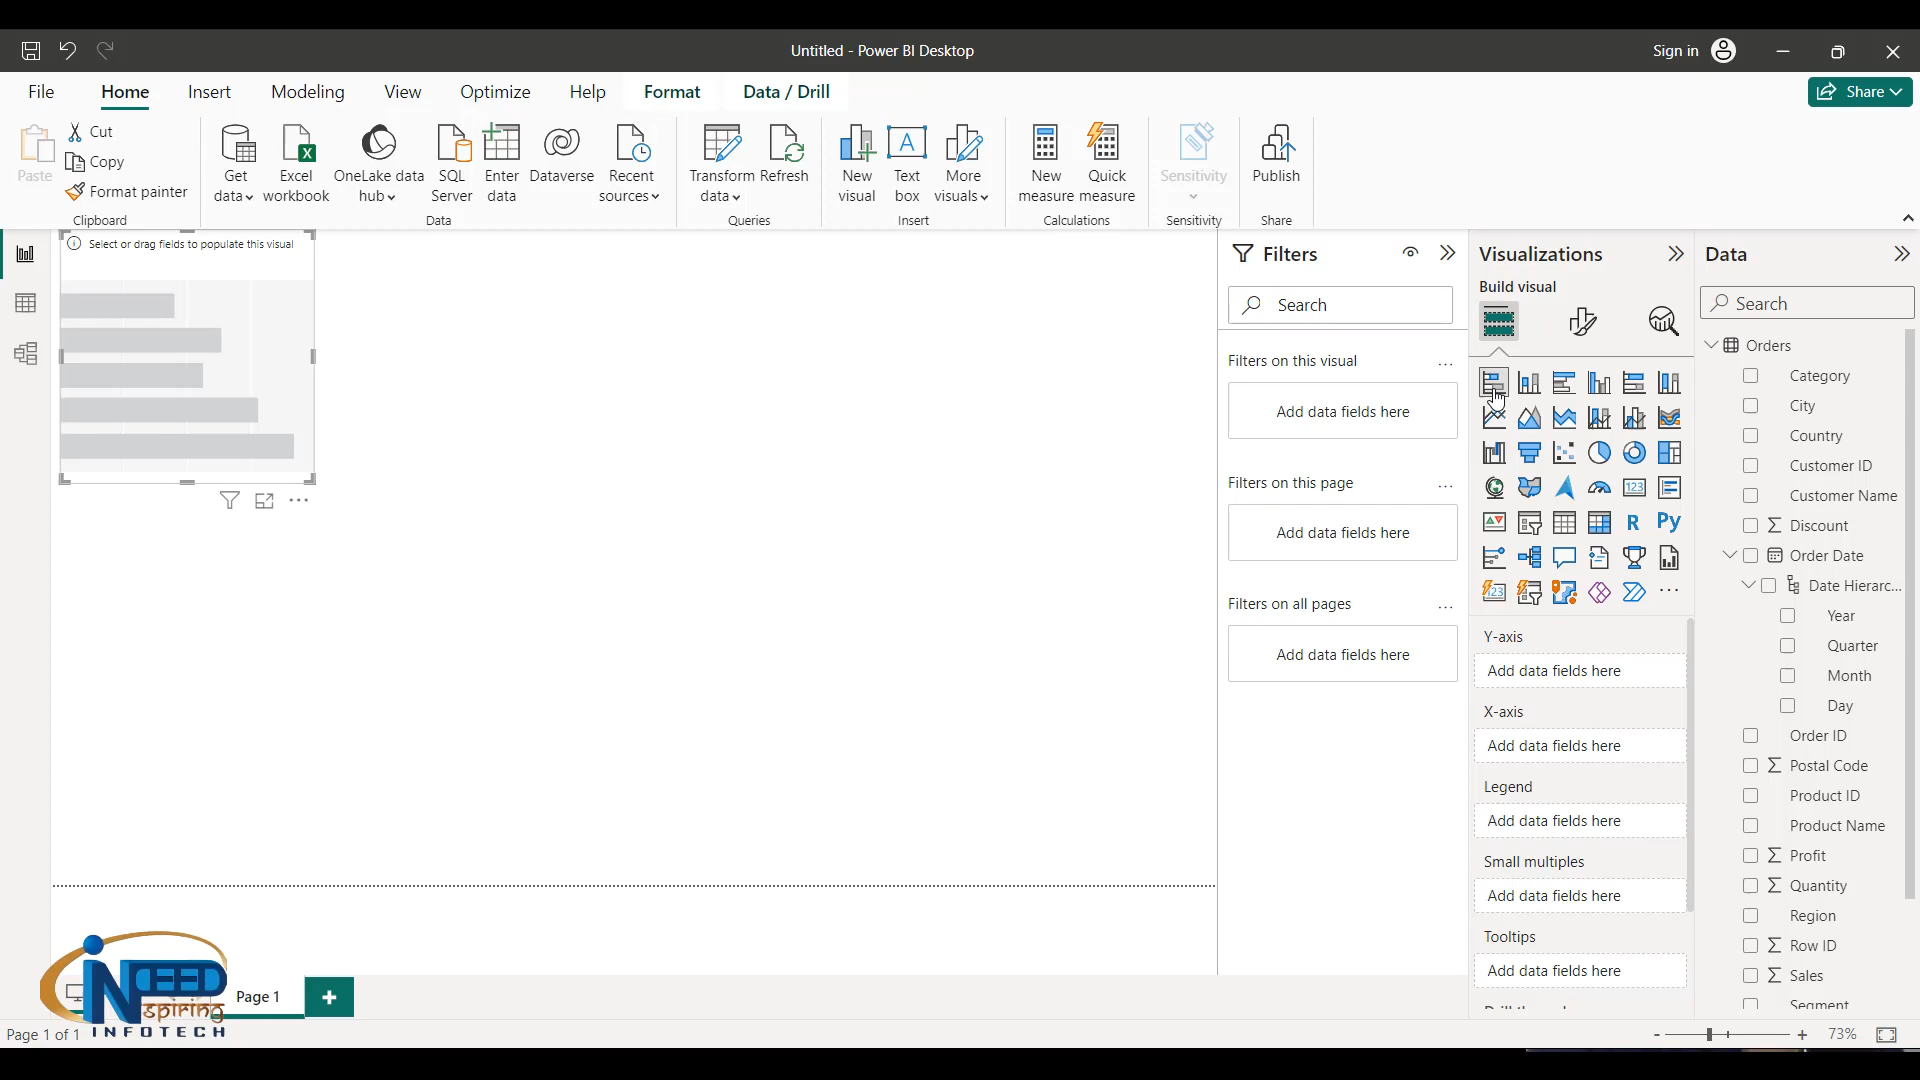 Untitled - Power BI Desktop
Sign in
File Home Insert Modeling View Optimize Help Format Data / Drill
Share
Paste
Cut
Copy
Format painter
Clipboard
Get data
Excel workbook
OneLake data hub
SQL Server
Enter data
Dataverse
Recent sources
Data
Transform data
Refresh
Queries
New visual
Text box
More visuals
Insert
New measure
Quick measure
Calculations
Sensitivity
Sensitivity
Publish
Share
Select or drag fields to populate this visual
Filters
Search
Filters on this visual
Add data fields here
Filters on this page
Add data fields here
Filters on all pages
Add data fields here
Visualizations
Build visual
123
R
Py
123
Y-axis
Add data fields here
X-axis
Add data fields here
Legend
Add data fields here
Small multiples
Add data fields here
Tooltips
Add data fields here
Data
Search
Orders
Category
City
Country
Customer ID
Customer Name
Discount
Order Date
Date Hierarc...
Year
Quarter
Month
Day
Order ID
Postal Code
Product ID
Product Name
Profit
Quantity
Region
Row ID
Sales
Segment
iNEED
nspiring
INFOTECH
Page 1
Page 1 of 1
73%